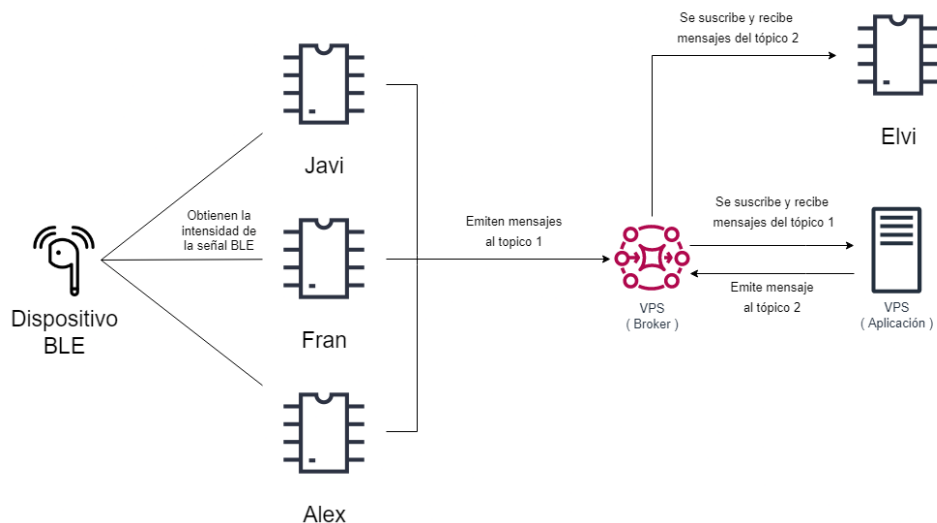 Se suscribe y recibe
mensajes del tópico 2
Elvi
Javi
Obtienen la
intensidad de
la señal BLE
Emiten mensajes
al topico 1
Se suscribe y recibe
mensajes del tópico 1
Emite mensaje
al tópico 2
Dispositivo
BLE
Fran
VPS
( Broker )
VPS
( Aplicación )
Alex